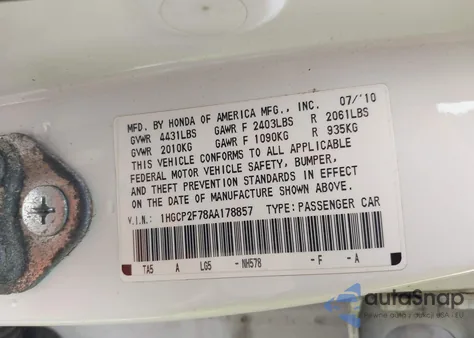 MFD. BY HONDA OF AMERICA MFG., INC. 07/'10
GVWR 4431LBS GAWR F 2403LBS R 2061LBS
GVWR 2010KG GAWR F 1090KG R 935KG
THIS VEHICLE CONFORMS TO ALL APPLICABLE
FEDERAL MOTOR VEHICLE SAFETY, BUMPER,
AND THEFT PREVENTION STANDARDS IN EFFECT
ON THE DATE OF MANUFACTURE SHOWN ABOVE.
V.I.N.: 1HGCP2F78AA178857 TYPE: PASSENGER CAR
TA5 A LG5 -NH578 -F -A
autoSnap